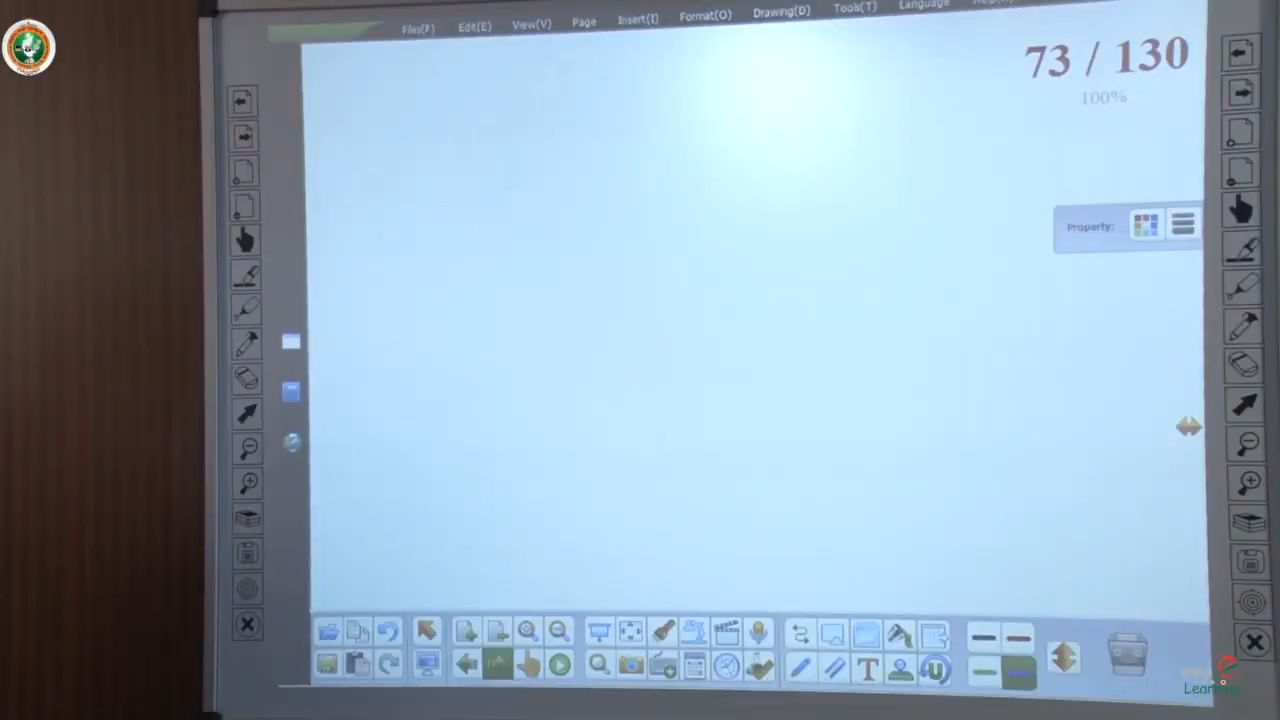 Files(F) Edit(E) View(V) Page Insert(I) Format(O) Drawing(D) Tools(T) Language
73 / 130
100%
Property:
T
Learning